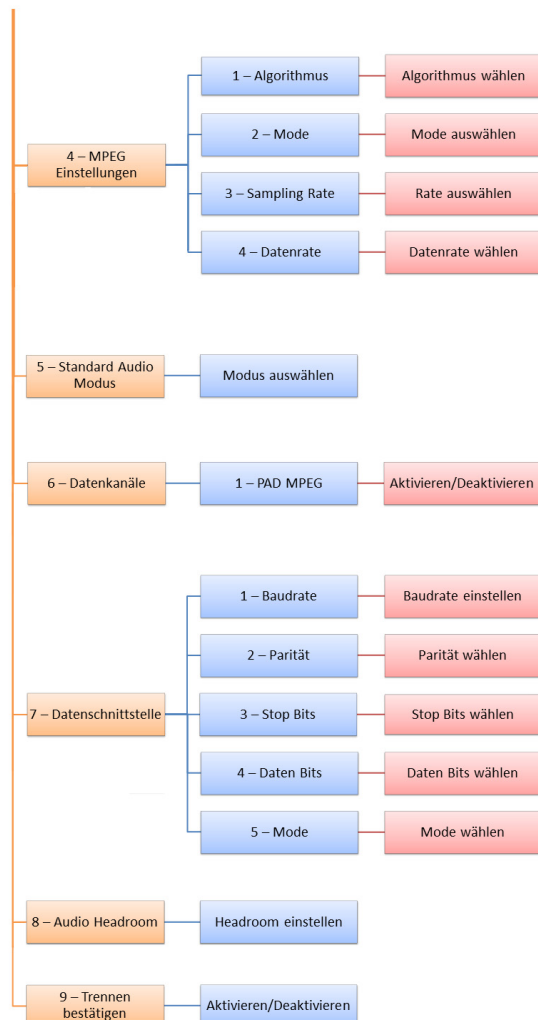 4 – MPEG
Einstellungen
1 – Algorithmus
Algorithmus wählen
2 – Mode
Mode auswählen
3 – Sampling Rate
Rate auswählen
4 – Datenrate
Datenrate wählen
5 – Standard Audio
Modus
Modus auswählen
6 – Datenkanäle
1 – PAD MPEG
Aktivieren/Deaktivieren
7 – Datenschnittstelle
1 – Baudrate
Baudrate einstellen
2 – Parität
Parität wählen
3 – Stop Bits
Stop Bits wählen
4 – Daten Bits
Daten Bits wählen
5 – Mode
Mode wählen
8 – Audio Headroom
Headroom einstellen
9 – Trennen
bestätigen
Aktivieren/Deaktivieren